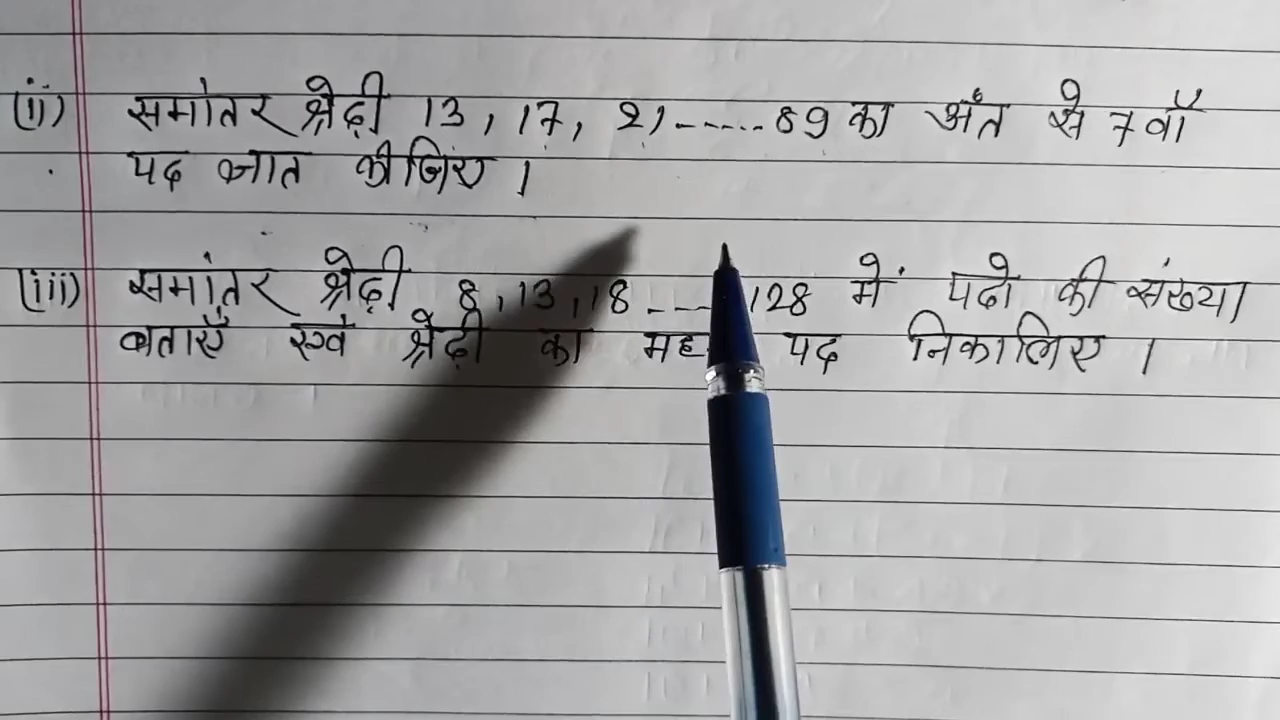 (ii) समांतर श्रेढ़ी 13, 17, 21.....89 का अंत से 7वाँ
पद ज्ञात कीजिए।
(iii) समांतर श्रेढ़ी 8, 13, 18.....128 में पदो की संख्या
बताएँ एवं श्रेढ़ी का पद निकालिए।